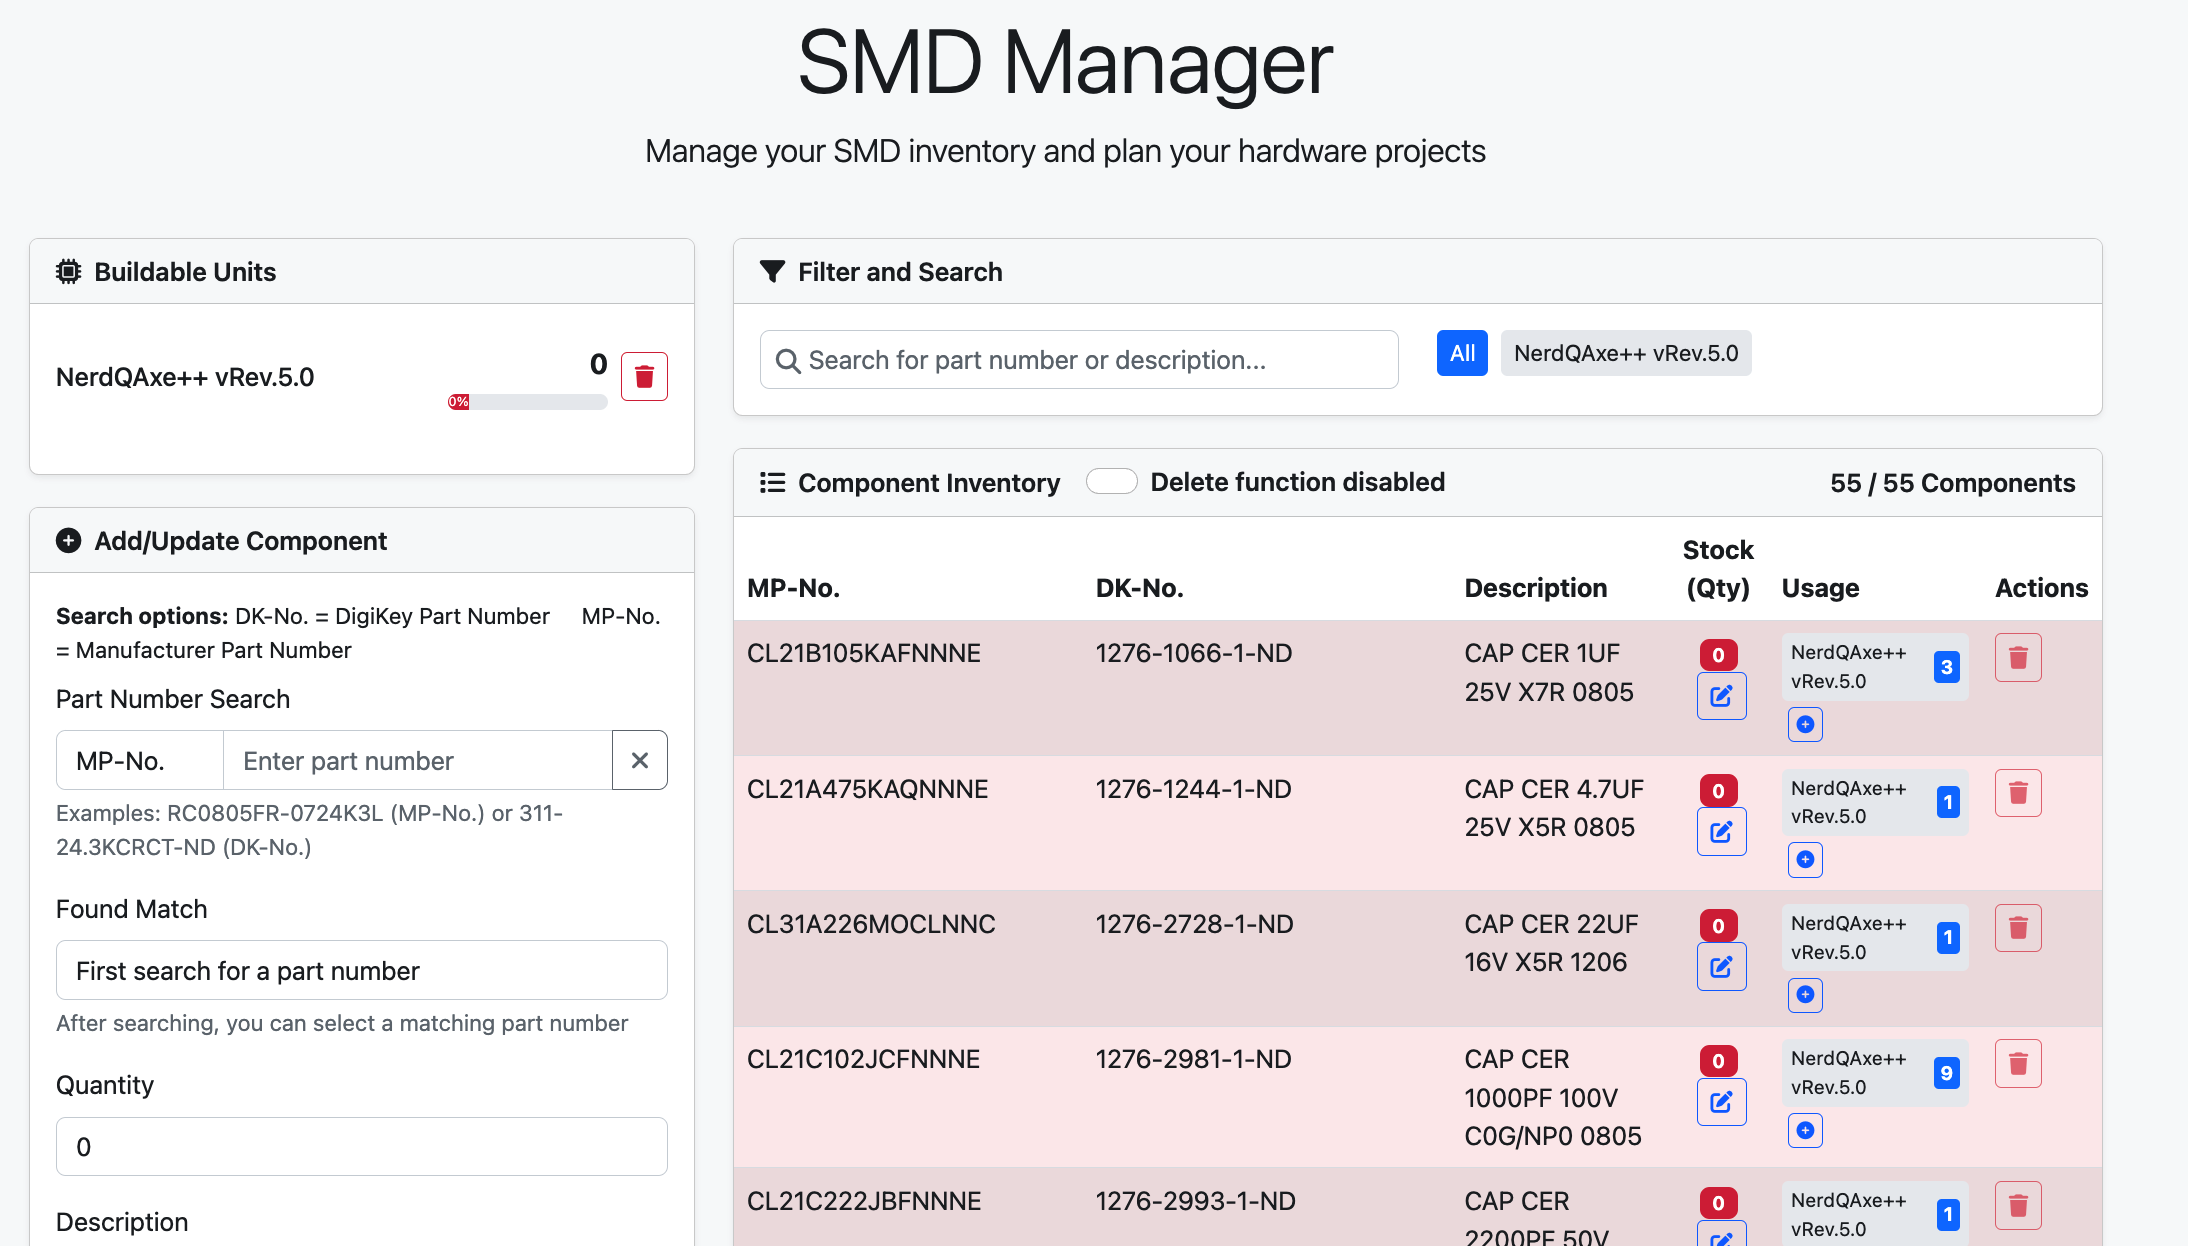 SMD Manager
Manage your SMD inventory and plan your hardware projects
Buildable Units
NerdQAxe++ vRev.5.0
0
0%
Add/Update Component
Search options: DK-No. = DigiKey Part Number MP-No.
= Manufacturer Part Number
Part Number Search
MP-No.
Enter part number
Examples: RC0805FR-0724K3L (MP-No.) or 311-
24.3KCRCT-ND (DK-No.)
Found Match
First search for a part number
After searching, you can select a matching part number
Quantity
0
Description
Filter and Search
Search for part number or description...
All
NerdQAxe++ vRev.5.0
Component Inventory
Delete function disabled
55 / 55 Components
MP-No. DK-No. Description Stock
(Qty) Usage Actions
CL21B105KAFNNNE 1276-1066-1-ND CAP CER 1UF
25V X7R 0805
0
NerdQAxe++
vRev.5.0
3
CL21A475KAQNNNE 1276-1244-1-ND CAP CER 4.7UF
25V X5R 0805
0
NerdQAxe++
vRev.5.0
1
CL31A226MOCLNNC 1276-2728-1-ND CAP CER 22UF
16V X5R 1206
0
NerdQAxe++
vRev.5.0
1
CL21C102JCFNNNE 1276-2981-1-ND CAP CER
1000PF 100V
C0G/NP0 0805
0
NerdQAxe++
vRev.5.0
9
CL21C222JBFNNNE 1276-2993-1-ND CAP CER
2200PF 50V
0
NerdQAxe++
vRev.5.0
1